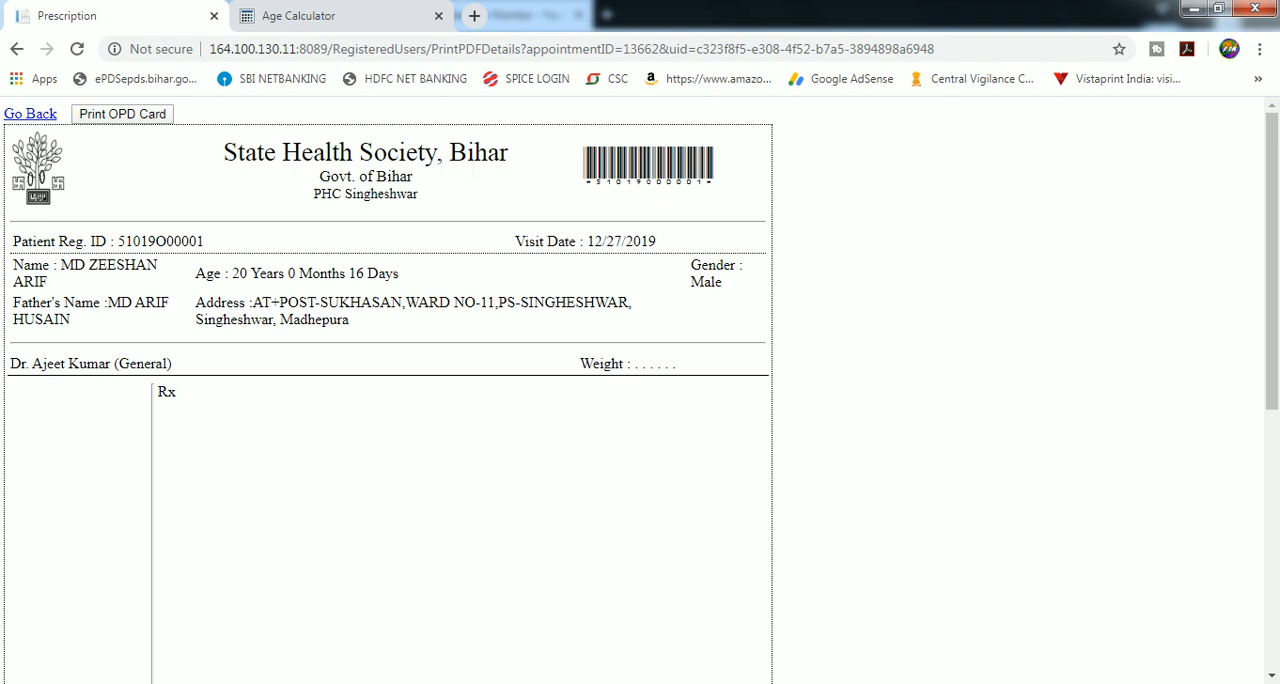 Prescription
Age Calculator
Not secure 164.100.130.11:8089/RegisteredUsers/PrintPDFDetails?appointmentID=13662&uid=c323f8f5-e308-4f52-b7a5-3894898a6948
Apps ePDSepds.bihar.go... SBI NETBANKING HDFC NET BANKING SPICE LOGIN CSC https://www.amazo... Google AdSense Central Vigilance C... Vistaprint India: visi... »
Go Back Print OPD Card
State Health Society, Bihar
Govt. of Bihar
PHC Singheshwar
*51019O00001*
Patient Reg. ID : 51019O00001 Visit Date : 12/27/2019
Name : MD ZEESHAN
ARIF
Age : 20 Years 0 Months 16 Days
Gender :
Male
Father's Name :MD ARIF
HUSAIN
Address :AT+POST-SUKHASAN,WARD NO-11,PS-SINGHESHWAR,
Singheshwar, Madhepura
Dr. Ajeet Kumar (General) Weight : . . . . . .
Rx